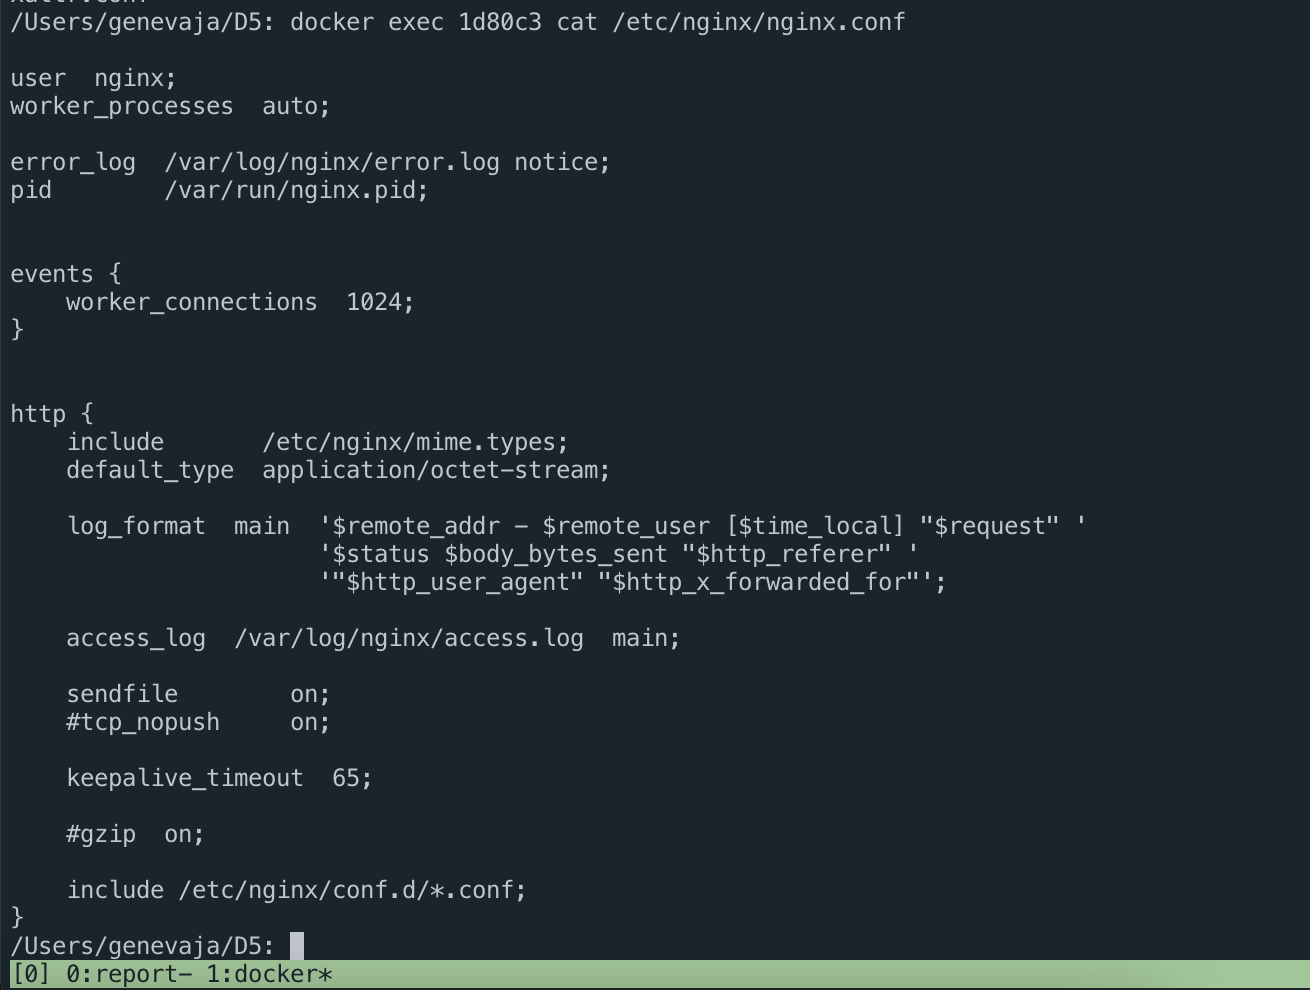 /Users/genevaja/D5: docker exec 1d80c3 cat /etc/nginx/nginx.conf
user  nginx;
worker_processes  auto;
error_log  /var/log/nginx/error.log notice;
pid        /var/run/nginx.pid;
events {
    worker_connections  1024;
}
http {
    include       /etc/nginx/mime.types;
    default_type  application/octet-stream;
    log_format  main  '$remote_addr - $remote_user [$time_local] "$request" '
                      '$status $body_bytes_sent "$http_referer" '
                      '"$http_user_agent" "$http_x_forwarded_for"';
    access_log  /var/log/nginx/access.log  main;
    sendfile        on;
    #tcp_nopush     on;
    keepalive_timeout  65;
    #gzip  on;
    include /etc/nginx/conf.d/*.conf;
}
/Users/genevaja/D5:
[0] 0:report- 1:docker*